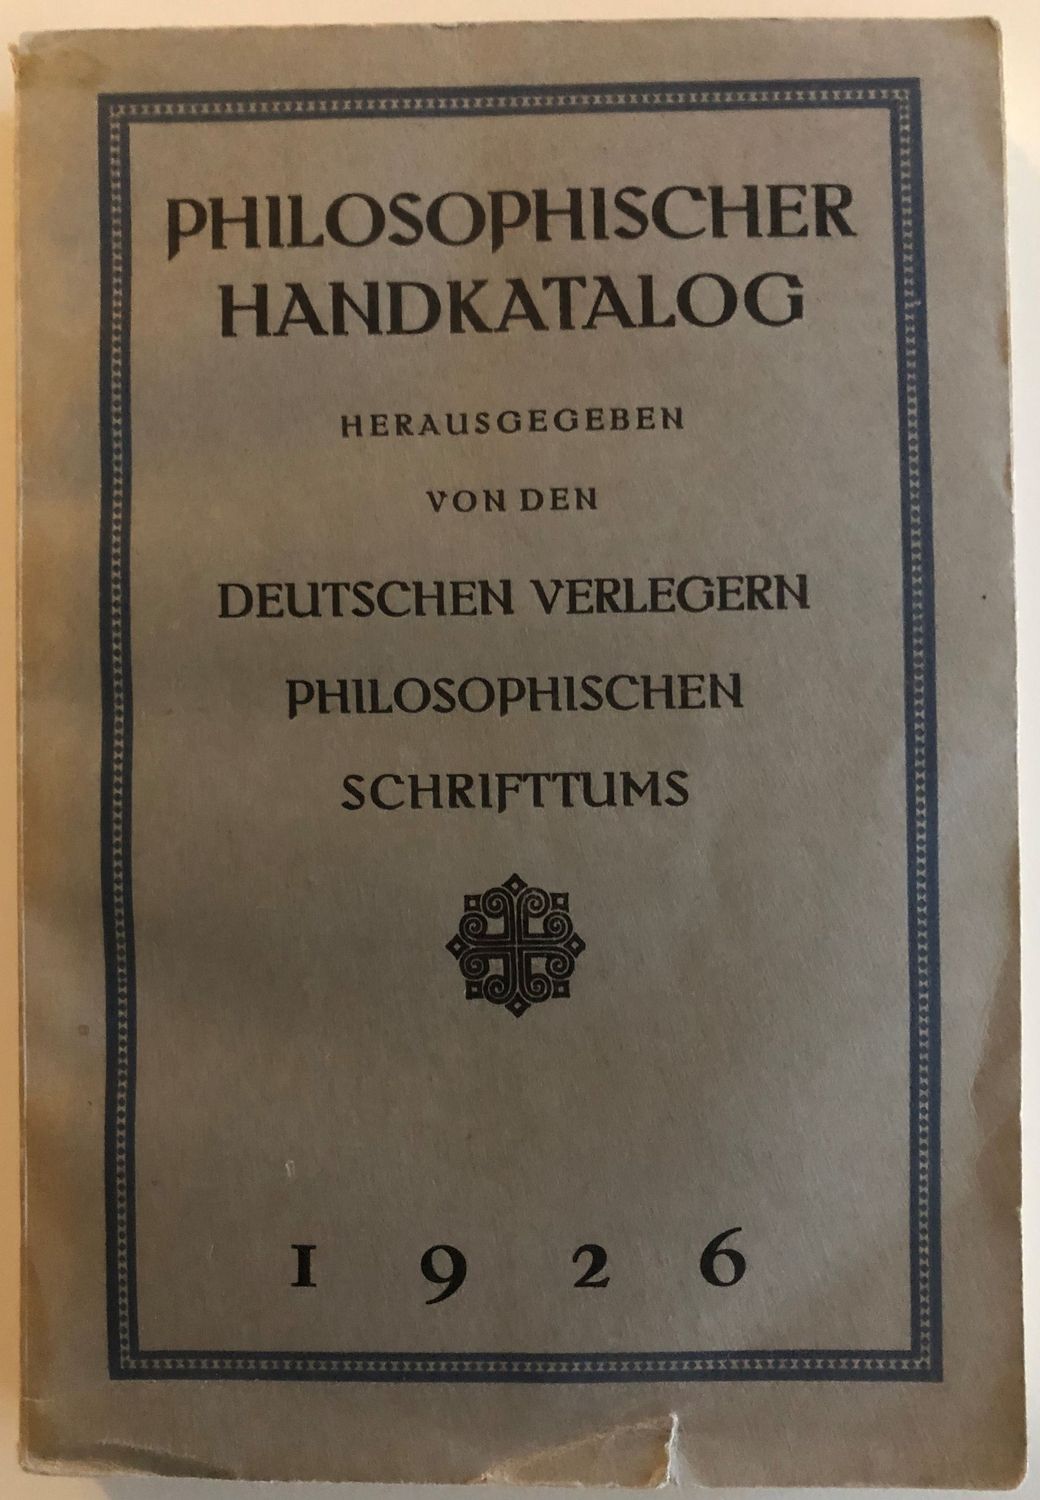 PHILOSOPHISCHER
HANDKATALOG
HERAUSGEGEBEN
VON DEN
DEUTSCHEN VERLEGERN
PHILOSOPHISCHEN
SCHRIFTTUMS
1926